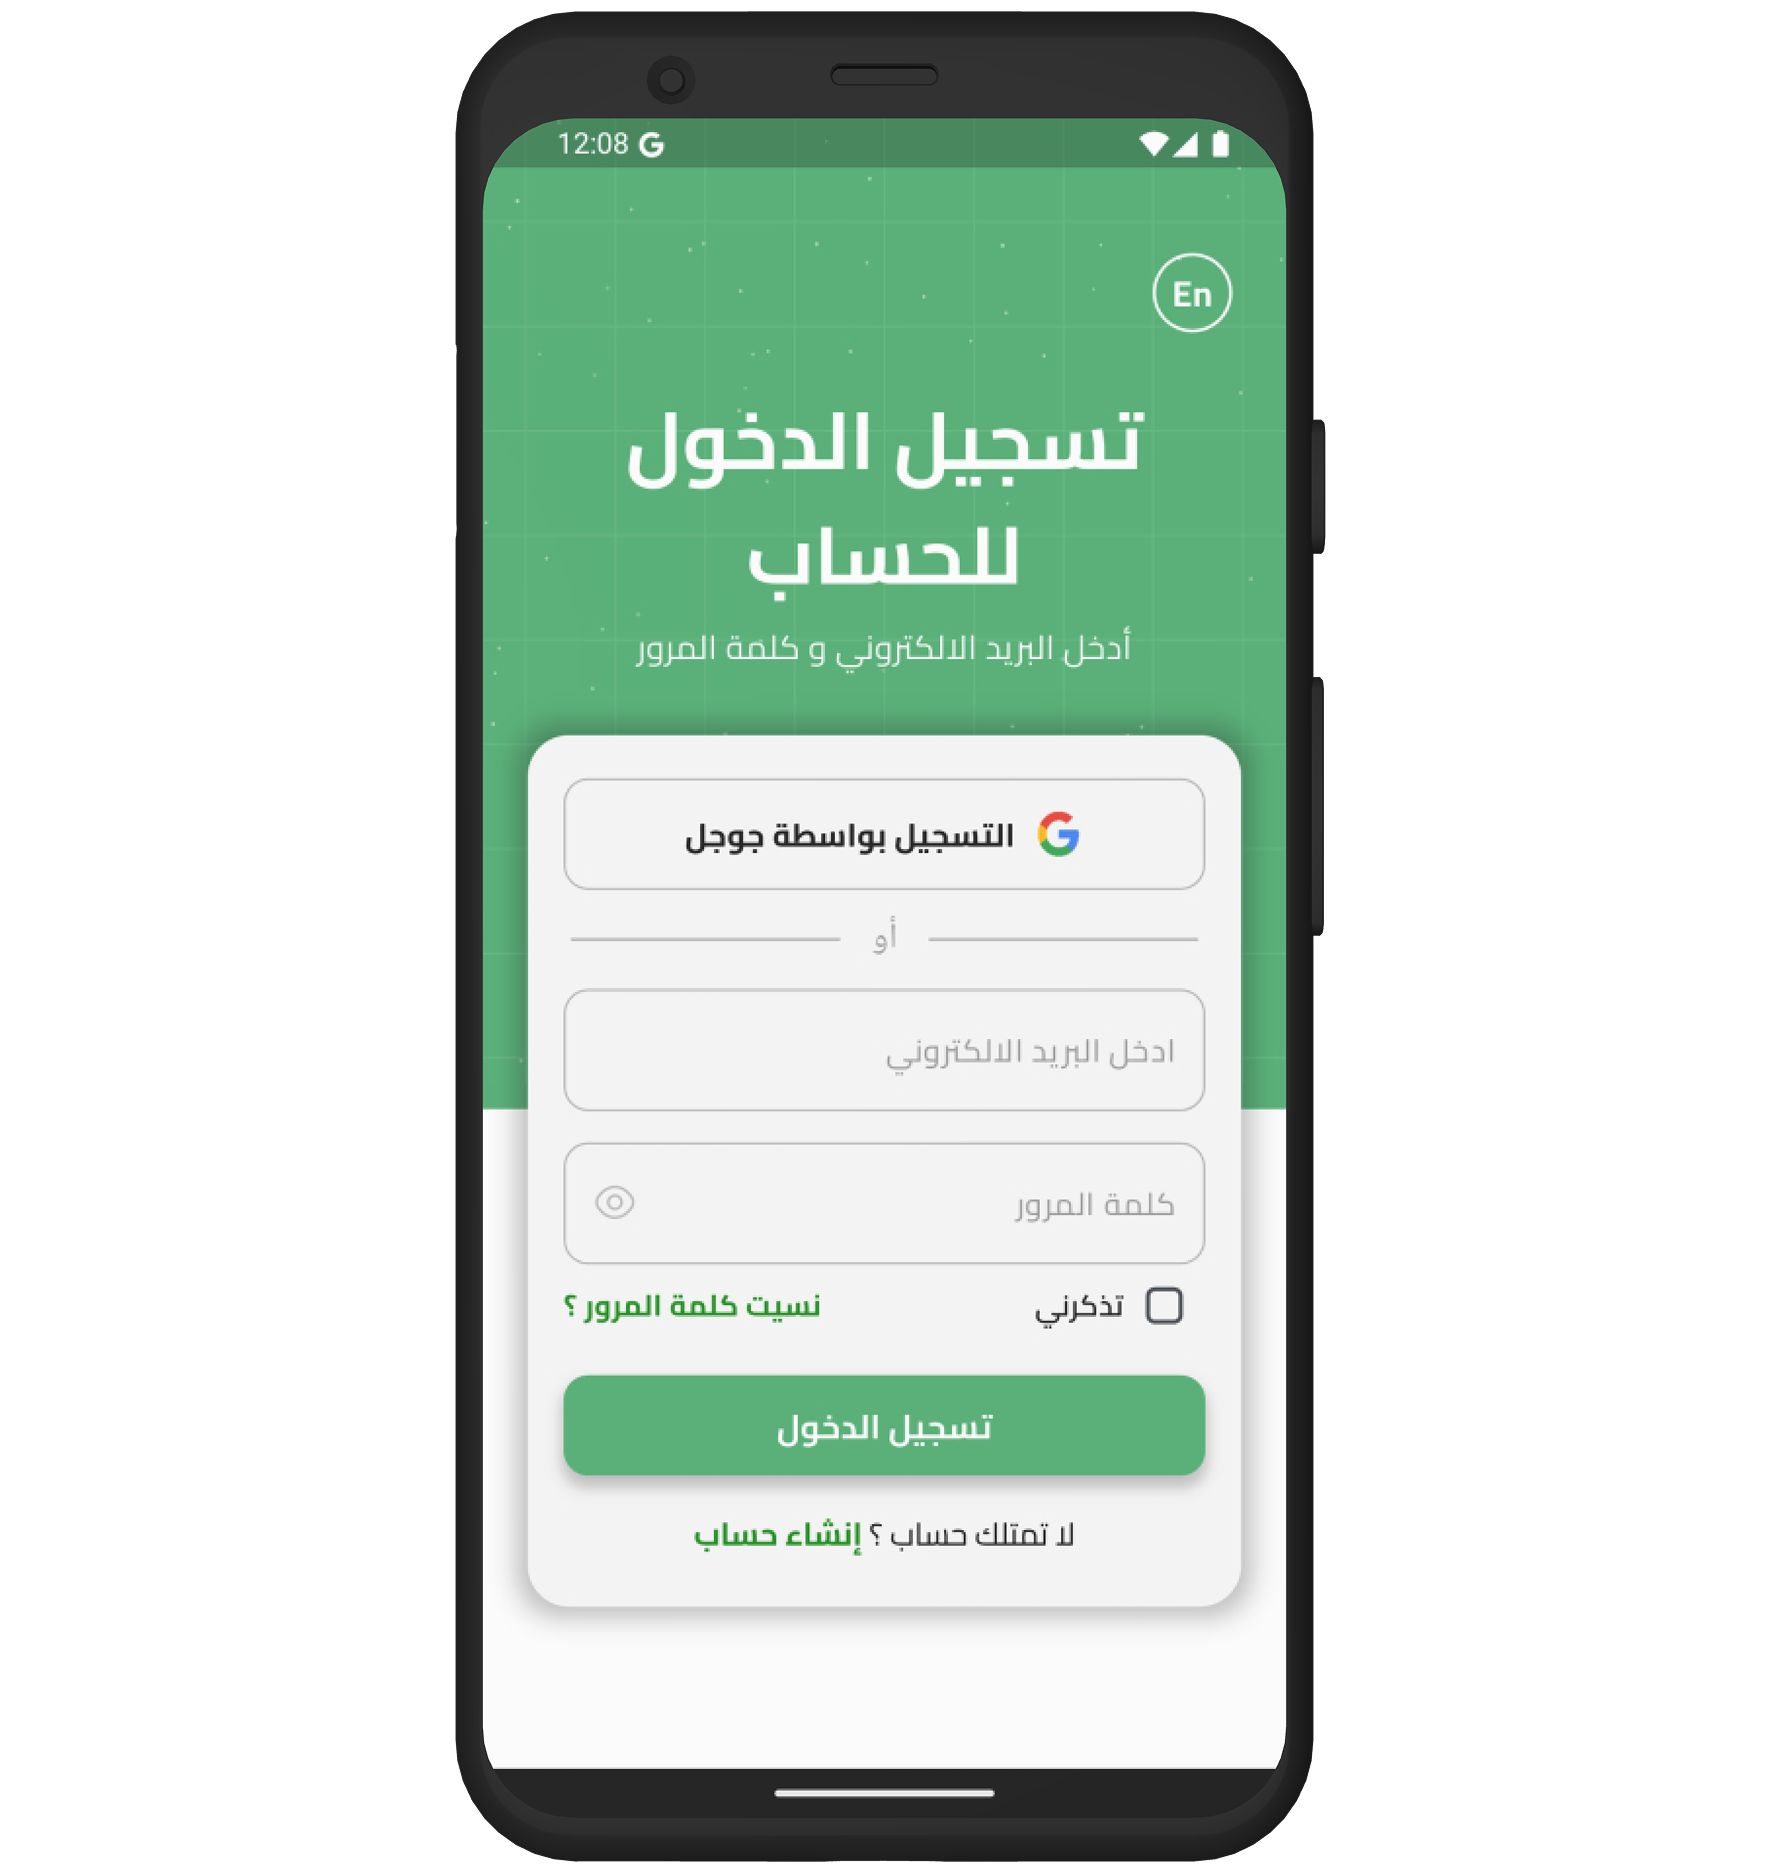 12:08
En
تسجيل الدخول
للحساب
أدخل البريد الالكتروني و كلمة المرور
التسجيل بواسطة جوجل
أو
ادخل البريد الالكتروني
كلمة المرور
تذكرني
نسيت كلمة المرور ؟
تسجيل الدخول
لا تمتلك حساب ؟ إنشاء حساب